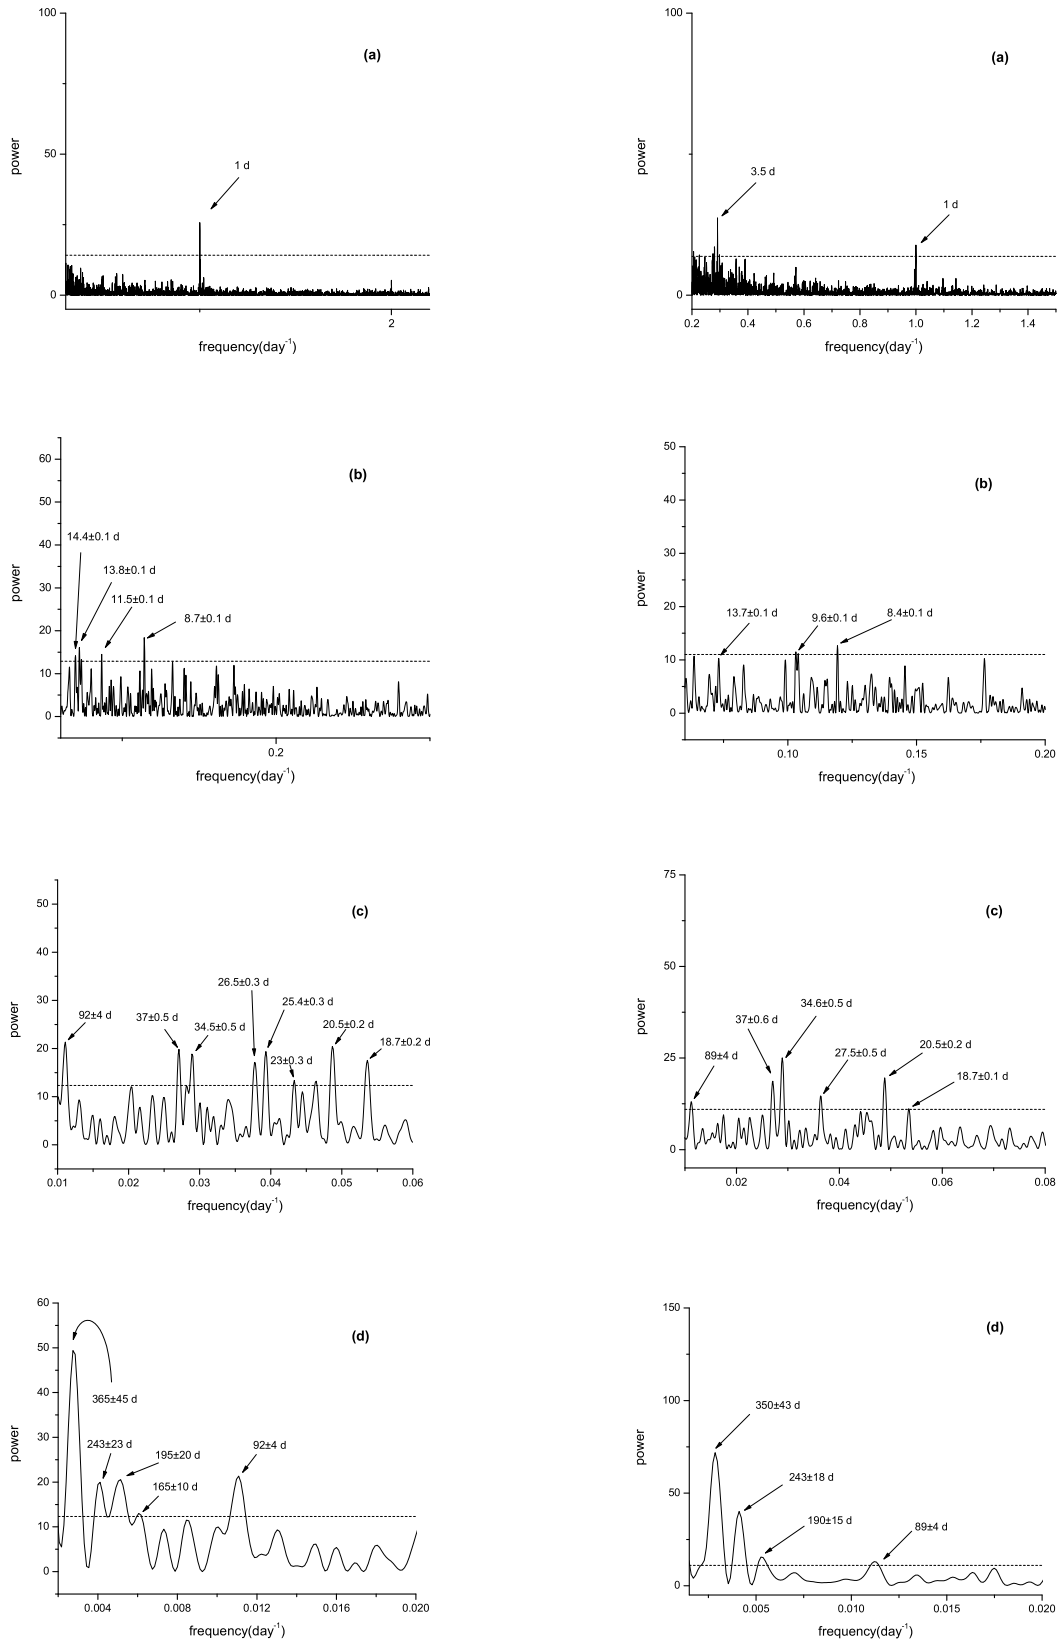 100
(a)
power
50
1 d
0
2
frequency(day⁻¹)
100
(a)
power
50
3.5 d
1 d
0
0.2 0.4 0.6 0.8 1.0 1.2 1.4
frequency(day⁻¹)
60
(b)
50
14.4±0.1 d
40
13.8±0.1 d
power
30
11.5±0.1 d
8.7±0.1 d
20
10
0
0.2
frequency(day⁻¹)
50
(b)
40
30
power
20
13.7±0.1 d
9.6±0.1 d
8.4±0.1 d
10
0
0.10 0.15 0.20
frequency(day⁻¹)
50
(c)
40
26.5±0.3 d
30
25.4±0.3 d
92±4 d
37±0.5 d
34.5±0.5 d
20.5±0.2 d
18.7±0.2 d
power
20
23±0.3 d
10
0
0.01 0.02 0.03 0.04 0.05 0.06
frequency(day⁻¹)
75
(c)
50
34.6±0.5 d
37±0.6 d
27.5±0.5 d
20.5±0.2 d
89±4 d
18.7±0.1 d
power
25
0
0.02 0.04 0.06 0.08
frequency(day⁻¹)
60
(d)
50
40
365±45 d
power
30
243±23 d
195±20 d
92±4 d
165±10 d
20
10
0
0.004 0.008 0.012 0.016 0.020
frequency(day⁻¹)
150
(d)
100
350±43 d
power
243±18 d
50
190±15 d
89±4 d
0
0.005 0.010 0.015 0.020
frequency(day⁻¹)